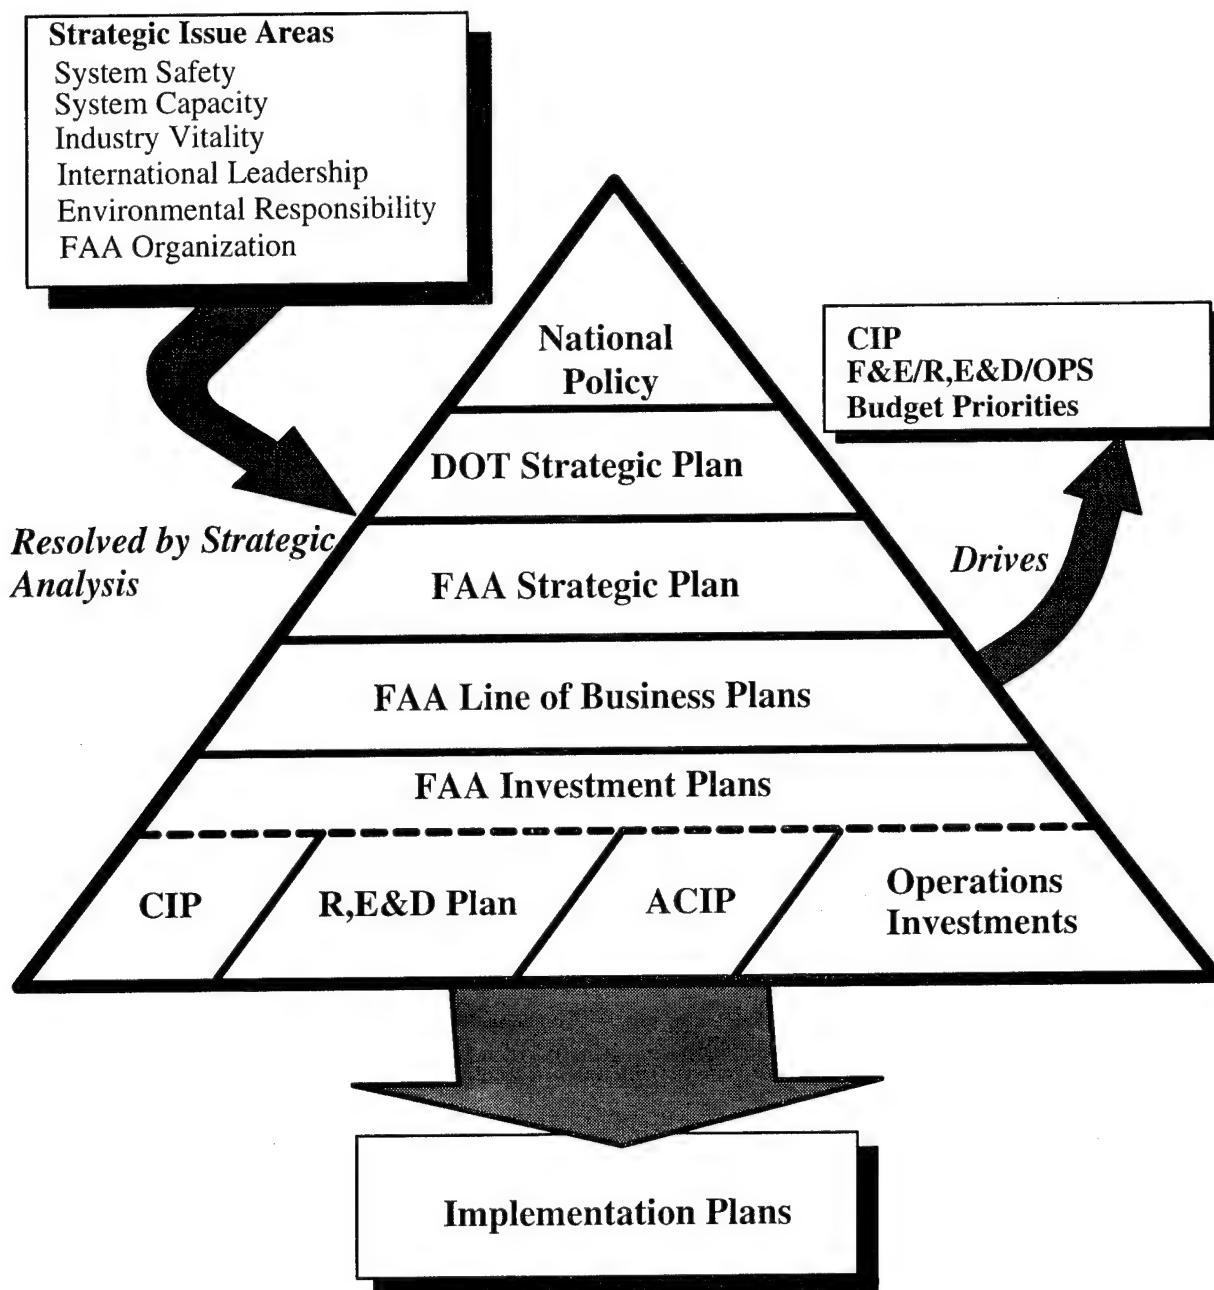 Strategic Issue Areas
System Safety
System Capacity
Industry Vitality
International Leadership
Environmental Responsibility
FAA Organization
National
Policy
CIP
F&E/R,E&D/OPS
Budget Priorities
DOT Strategic Plan
Resolved by Strategic
Analysis
Drives
FAA Strategic Plan
FAA Line of Business Plans
FAA Investment Plans
CIP
R,E&D Plan
ACIP
Operations
Investments
Implementation Plans